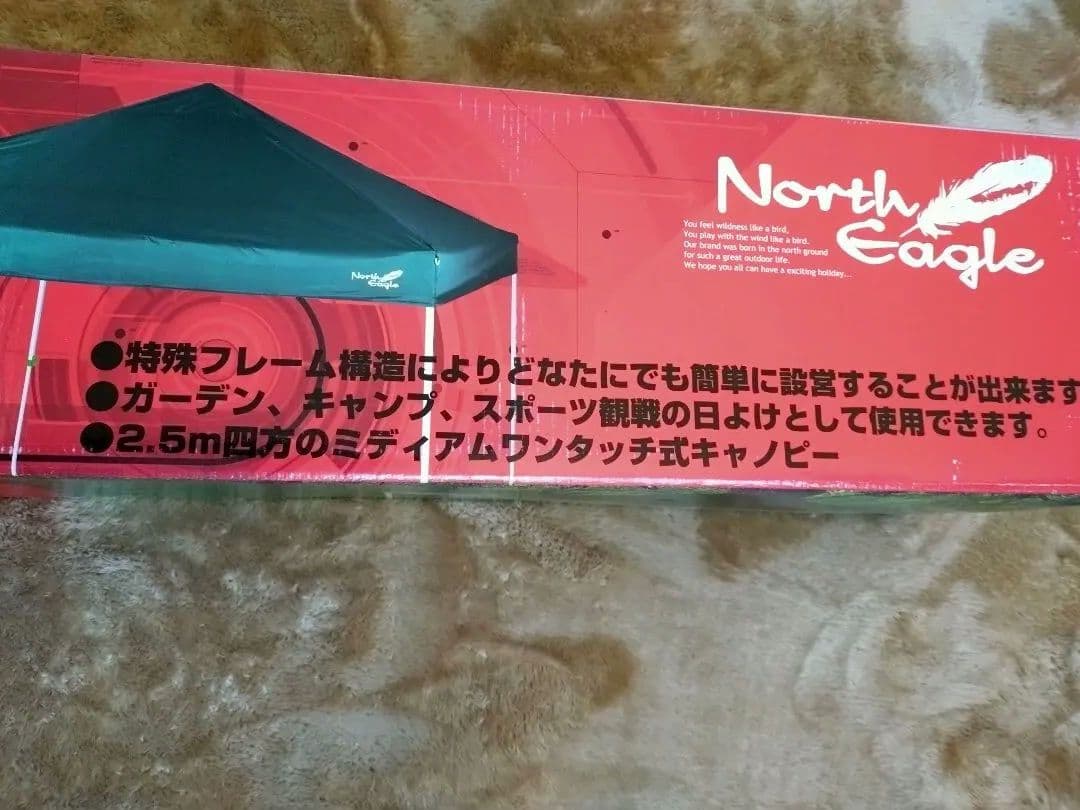 North
Eagle
You feel wildness like a bird,
You play with the wind like a bird.
Our brand was born in the north ground
for such a great outdoor life.
We hope you all can have a exciting holiday...
North
Eagle
●特殊フレーム構造によりどなたにでも簡単に設営することが出来ます
●ガーデン、キャンプ、スポーツ観戦の日よけとして使用できます。
●2.5m四方のミディアムワンタッチ式キャノピー